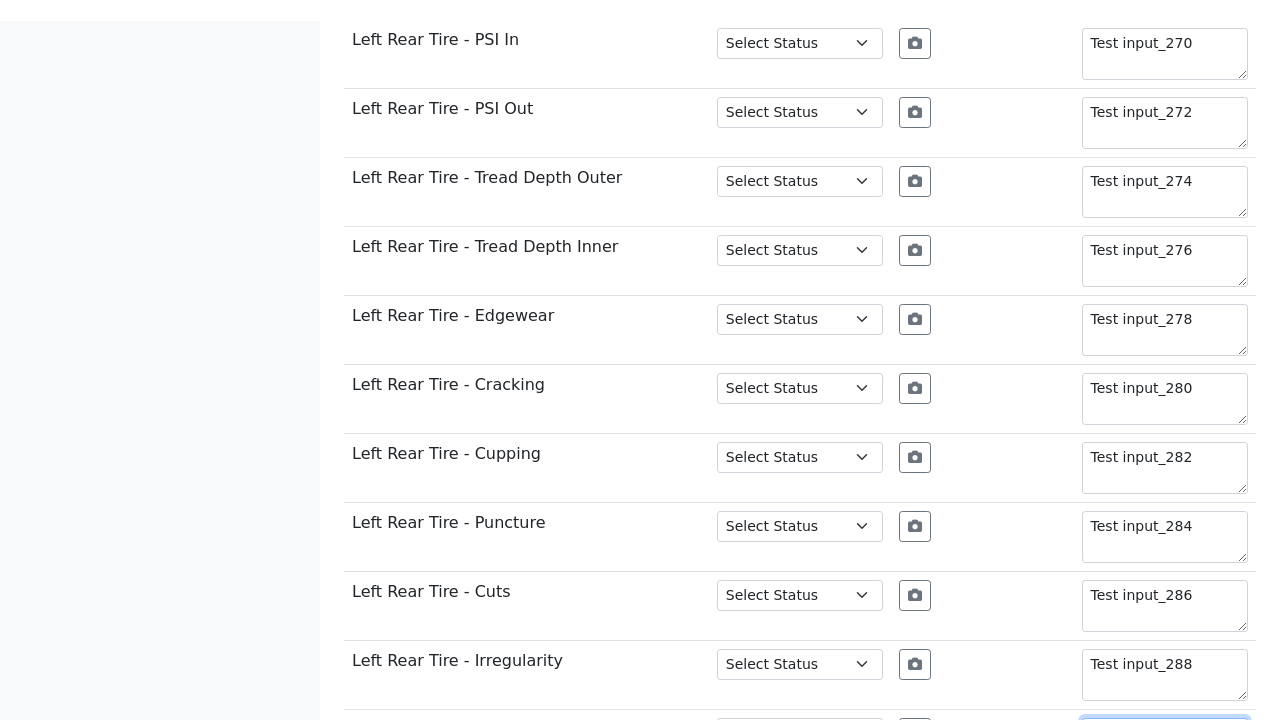 Left Rear Tire - PSI In Select Status Test input_270
Left Rear Tire - PSI Out Select Status Test input_272
Left Rear Tire - Tread Depth Outer Select Status Test input_274
Left Rear Tire - Tread Depth Inner Select Status Test input_276
Left Rear Tire - Edgewear Select Status Test input_278
Left Rear Tire - Cracking Select Status Test input_280
Left Rear Tire - Cupping Select Status Test input_282
Left Rear Tire - Puncture Select Status Test input_284
Left Rear Tire - Cuts Select Status Test input_286
Left Rear Tire - Irregularity Select Status Test input_288